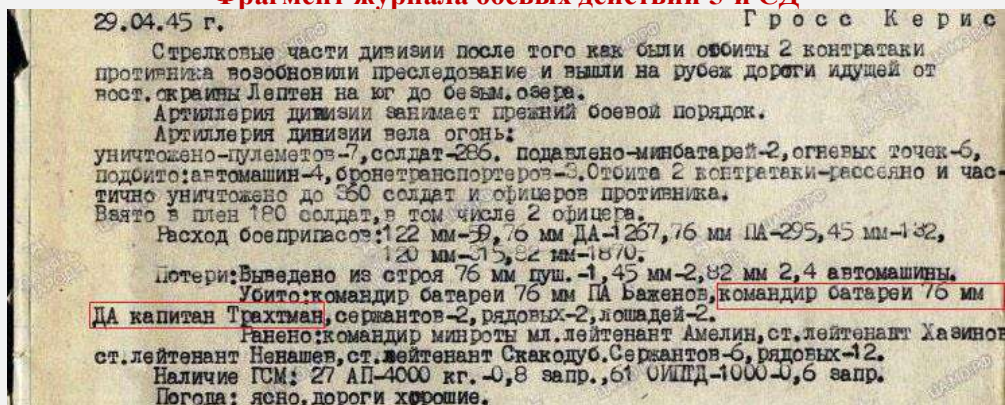 Фрагмент журнала боевых действий 5-й СД
29.04.45 г. Гросс Керис
Стрелковые части дивизии после того как были отбиты 2 контратаки
противника возобновили преследование и вышли на рубеж дороги идущей от
вост.окраины Лептен на юг до безым.озера.
Артиллерия дивизии занимает прежний боевой порядок.
Артиллерия дивизии вела огонь:
уничтожено-пулеметов-7,солдат-286. подавлено-минбатарей-2,огневых точек-6,
подбито:автомашин-4,бронетранспортеров-3.Отбита 2 контратаки-рассеяно и час-
тично уничтожено до 360 солдат и офицеров противника.
Взято в плен 180 солдат,в том числе 2 офицера.
Расход боеприпасов:122 мм-59,76 мм ДА-1267,76 мм ПА-295,45 мм-132,
120 мм-315,82 мм-1870.
Потери:Выведено из строя 76 мм пуш.-1,45 мм-2,82 мм 2,4 автомашины.
Убито:командир батареи 76 мм ПА Баженов,командир батареи 76 мм
ДА капитан Трахтман,сержантов-2,рядовых-2,лошадей-2.
Ранено:командир минроты мл.лейтенант Амелин,ст.лейтенант Хазинов
ст.лейтенант Ненашев,ст.лейтенант Скакодуб.Сержантов-6,рядовых-12.
Наличие ГСМ: 27 АП-4000 кг.-0,8 запр.,61 ОИПТД-1000-0,6 запр.
Погода: ясно,дороги хорошие.